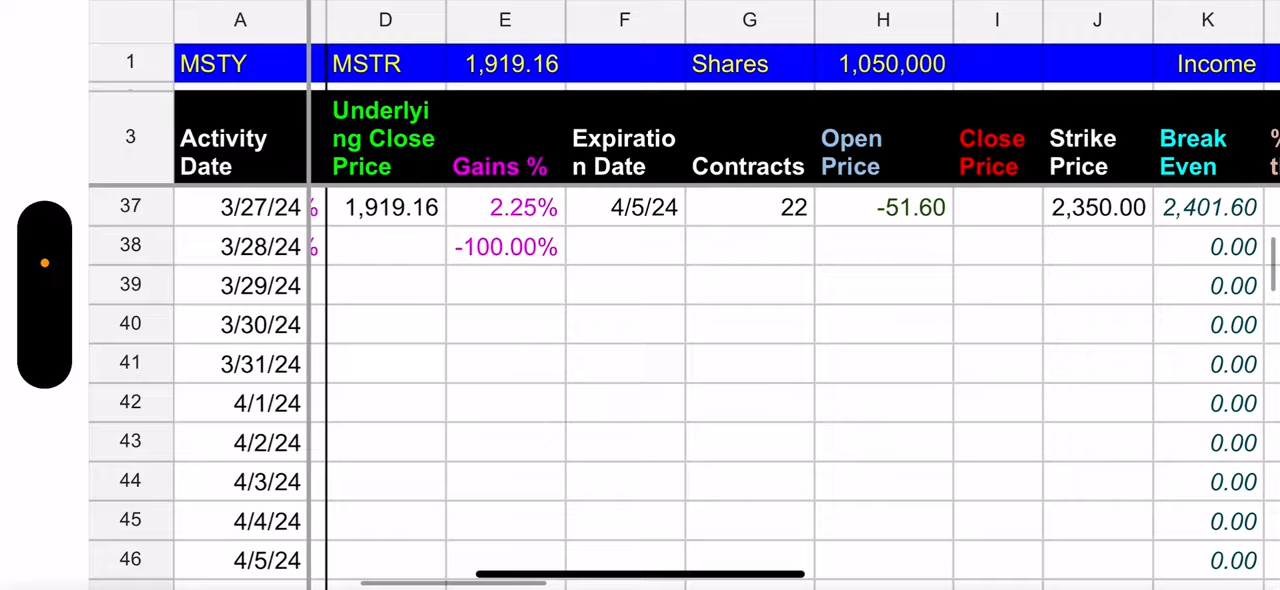 A D E F G H I J K
1 MSTY MSTR 1,919.16 Shares 1,050,000 Income
Underlyi
ng Close
Price
3 Activity
Date
Gains %
Expiratio
n Date
Contracts
Open
Price
Close
Price
Strike
Price
Break
Even
%
t
37 3/27/24 % 1,919.16 2.25% 4/5/24 22 -51.60 2,350.00 2,401.60
38 3/28/24 % -100.00% 0.00
39 3/29/24 0.00
40 3/30/24 0.00
41 3/31/24 0.00
42 4/1/24 0.00
43 4/2/24 0.00
44 4/3/24 0.00
45 4/4/24 0.00
46 4/5/24 0.00